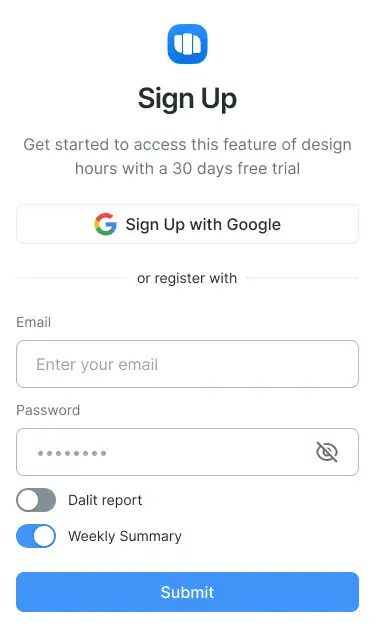 Sign Up
Get started to access this feature of design
hours with a 30 days free trial
Sign Up with Google
or register with
Email
Enter your email
Password
Dalit report
Weekly Summary
Submit